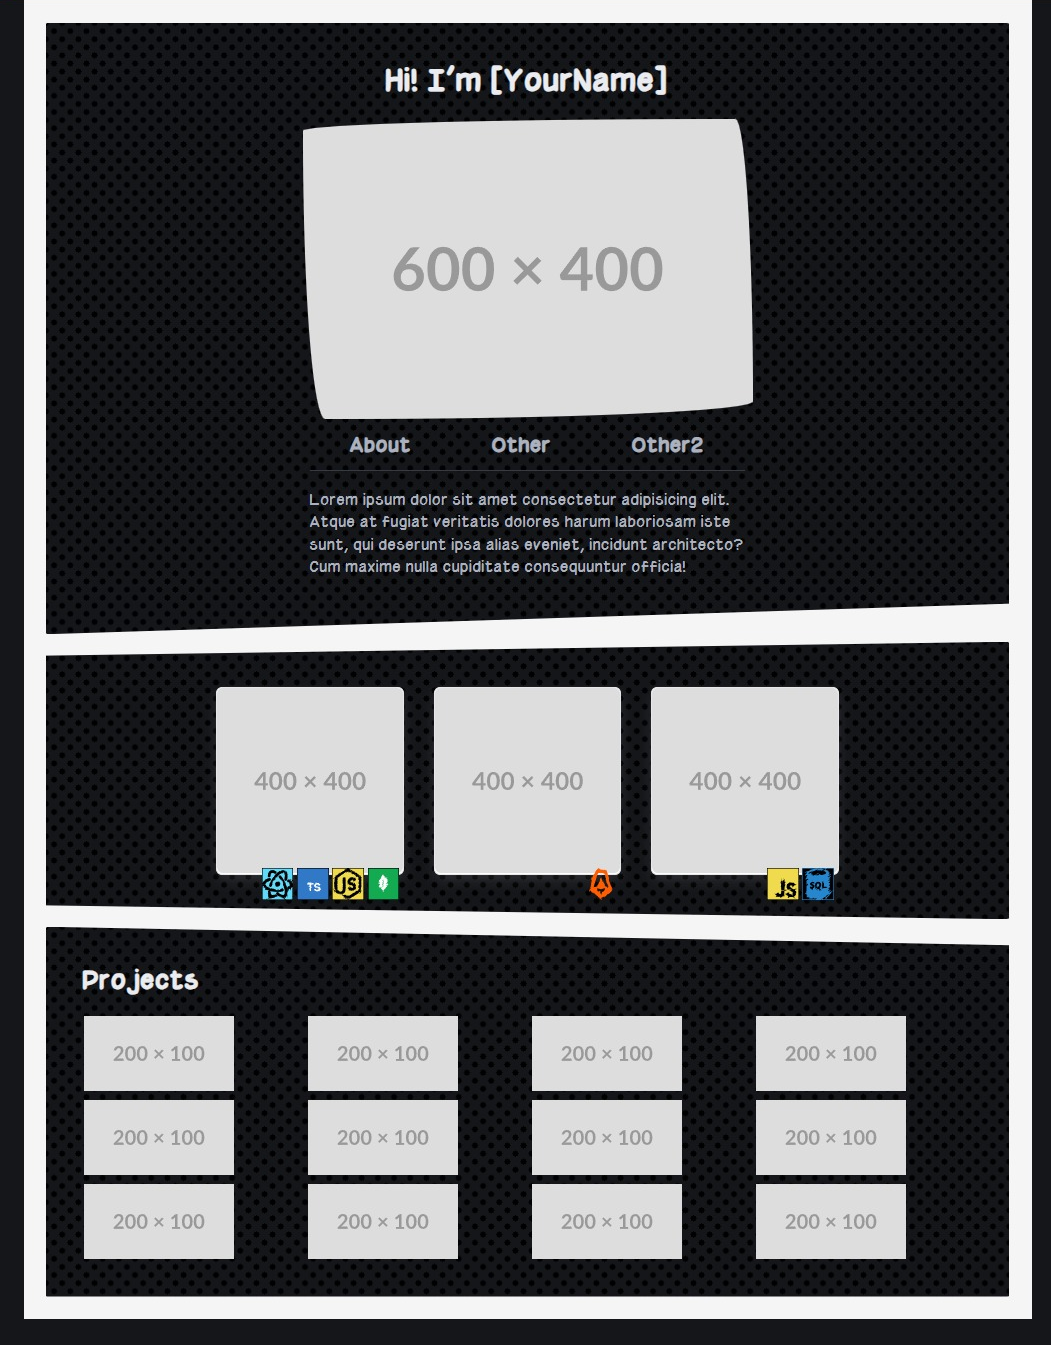 Hi! I'm [YourName]
600 × 400
About Other Other2
Lorem ipsum dolor sit amet consectetur adipisicing elit.
Atque at fugiat veritatis dolores harum laboriosam iste
sunt, qui deserunt ipsa alias eveniet, incidunt architecto?
Cum maxime nulla cupiditate consequuntur officia!
400 × 400 400 × 400 400 × 400
TS JS JS SQL
Projects
200 × 100 200 × 100 200 × 100 200 × 100
200 × 100 200 × 100 200 × 100 200 × 100
200 × 100 200 × 100 200 × 100 200 × 100